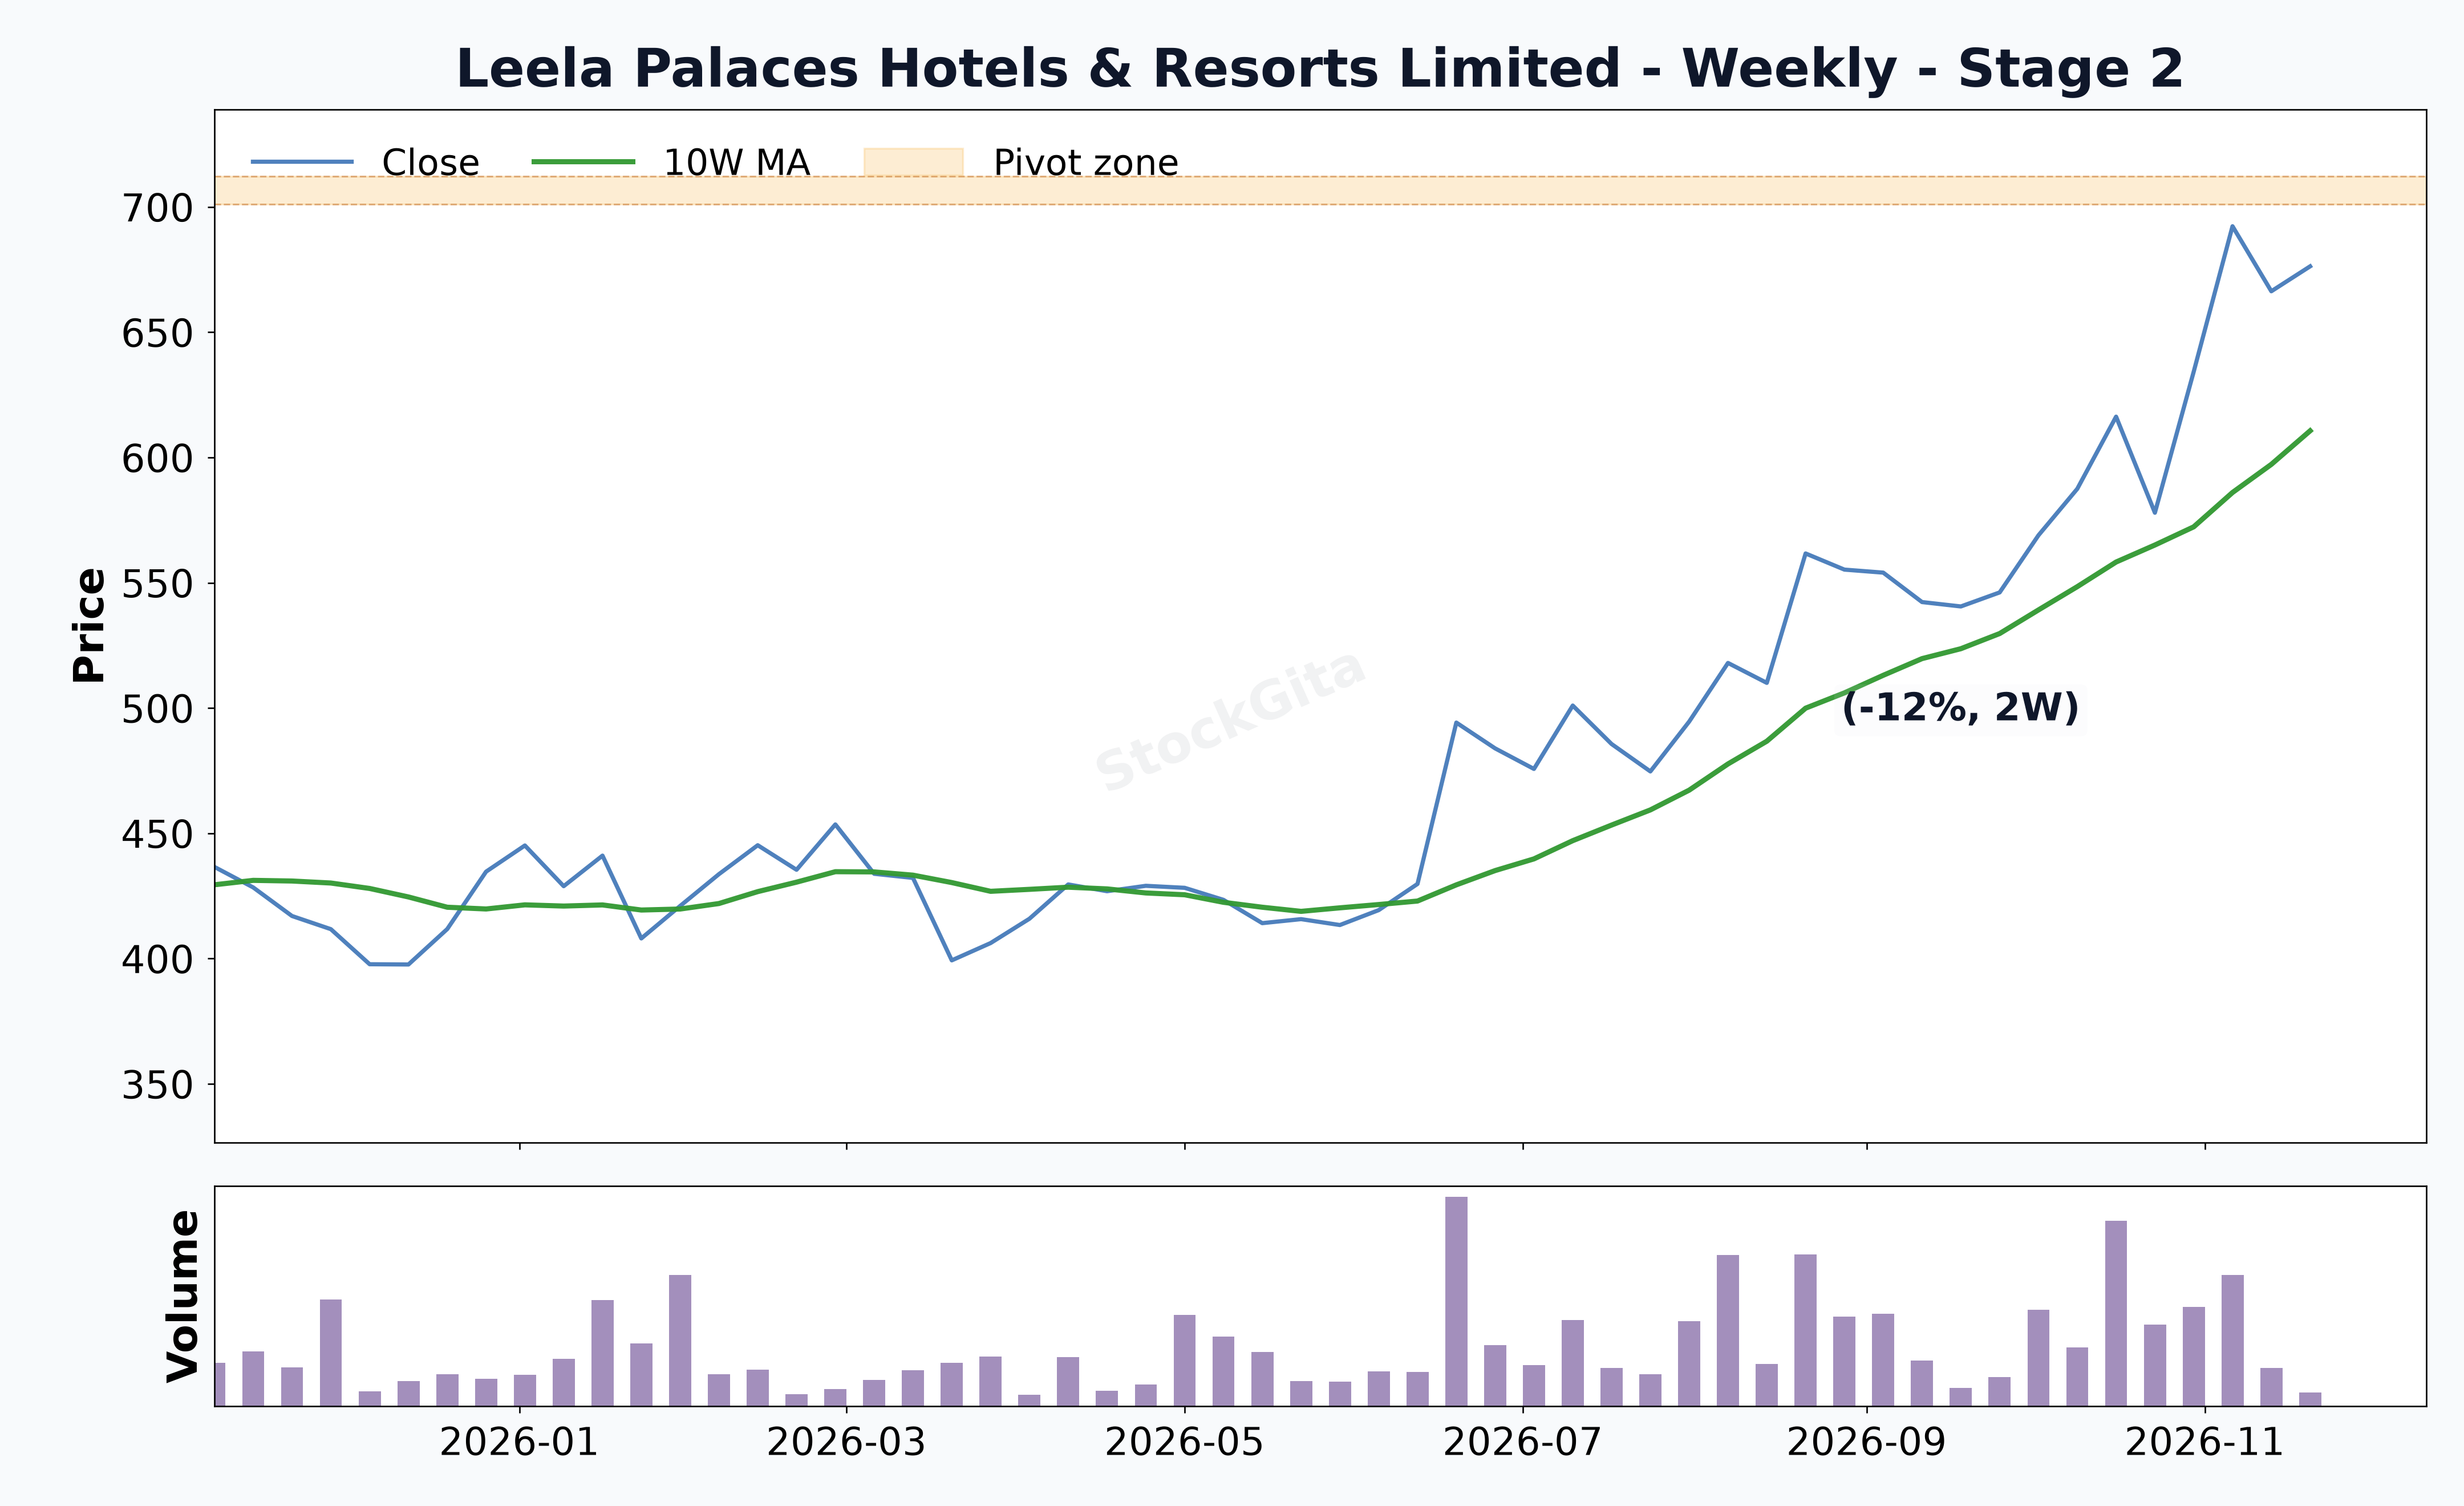 Leela Palaces Hotels & Resorts Limited - Weekly - Stage 2
Close 10W MA Pivot zone
700
650
600
550
500
450
400
350
Price
StockGita
(-12%, 2W)
Volume
2026-01 2026-03 2026-05 2026-07 2026-09 2026-11